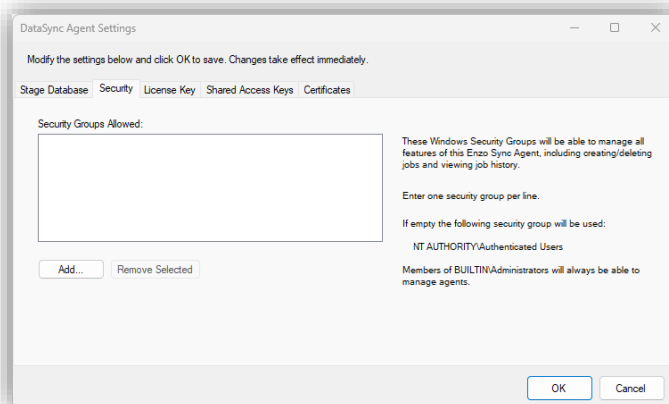 DataSync Agent Settings
Modify the settings below and click OK to save. Changes take effect immediately.
Stage Database Security License Key Shared Access Keys Certificates
Security Groups Allowed:
These Windows Security Groups will be able to manage all
features of this Enzo Sync Agent, including creating/deleting
jobs and viewing job history.
Enter one security group per line.
If empty the following security group will be used:
NT AUTHORITY\Authenticated Users
Members of BUILTIN\Administrators will always be able to
manage agents.
Add... Remove Selected
OK Cancel